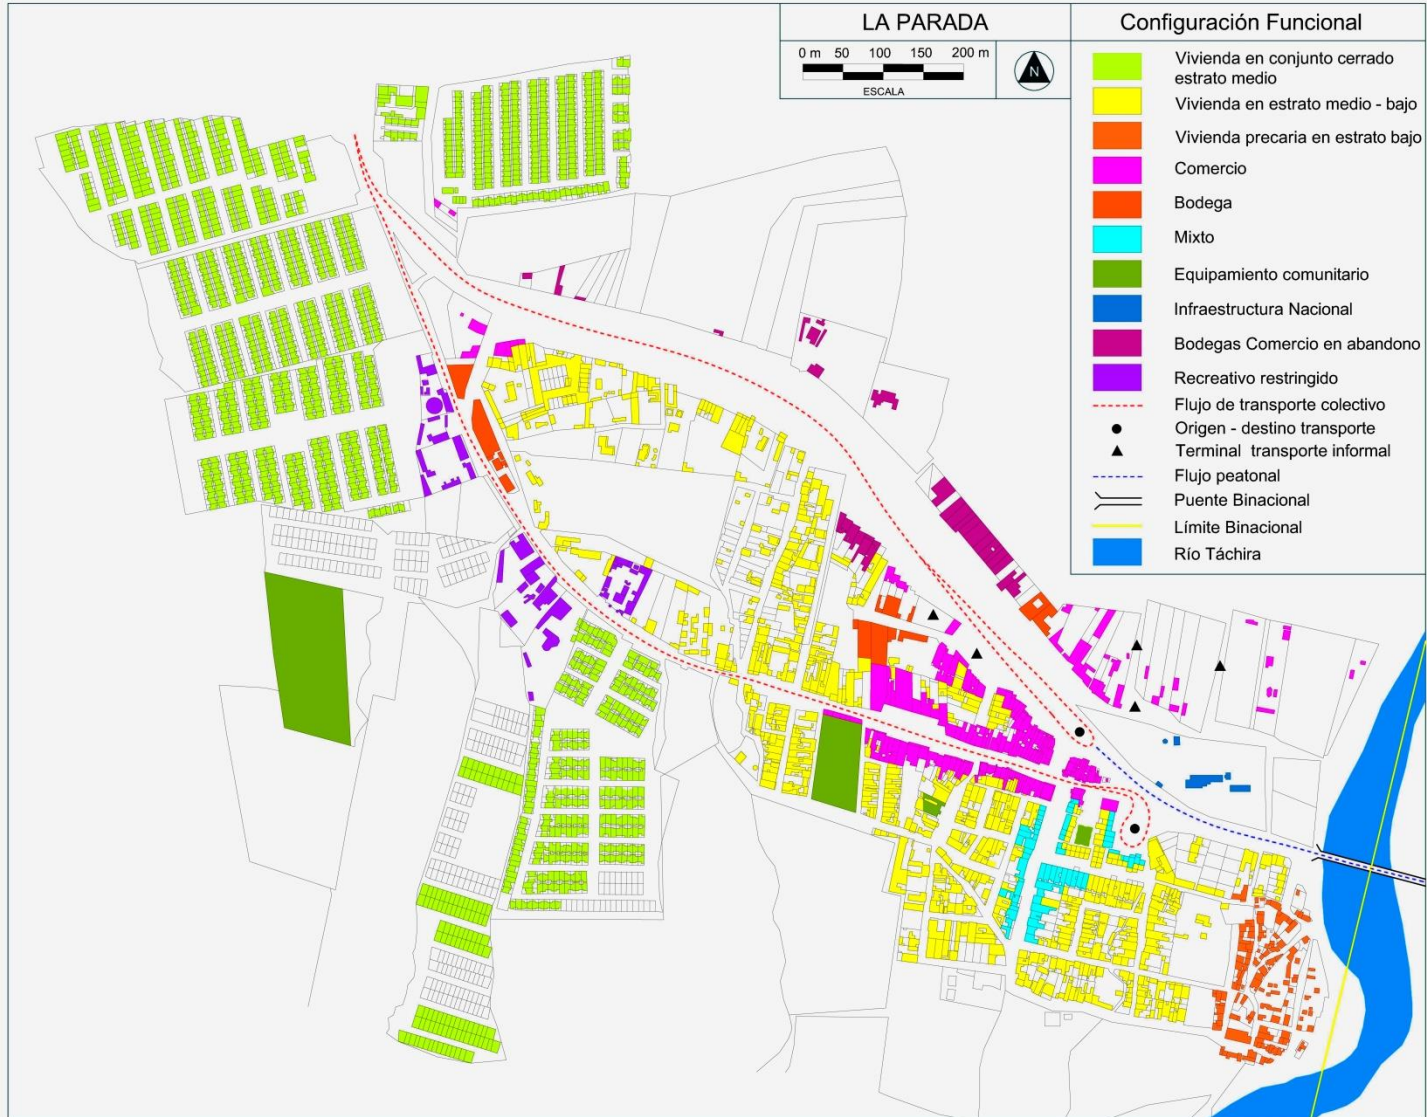 LA PARADA
0 m 50 100 150 200 m
ESCALA
N
Configuración Funcional
Vivienda en conjunto cerrado
estrato medio
Vivienda en estrato medio - bajo
Vivienda precaria en estrato bajo
Comercio
Bodega
Mixto
Equipamiento comunitario
Infraestructura Nacional
Bodegas Comercio en abandono
Recreativo restringido
Flujo de transporte colectivo
Origen - destino transporte
Terminal transporte informal
Flujo peatonal
Puente Binacional
Límite Binacional
Río Táchira